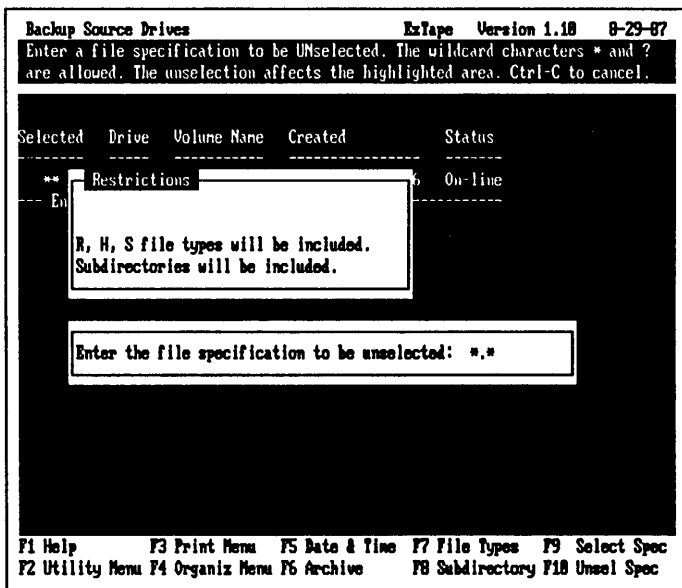 Backup Source Drives EzTape Version 1.10 8-29-87
Enter a file specification to be UNselected. The wildcard characters * and ?
are allowed. The unselection affects the highlighted area. Ctrl-C to cancel.
Selected Drive Volume Name Created Status
** Restrictions 6 On-line
--- En
R, H, S file types will be included.
Subdirectories will be included.
Enter the file specification to be unselected: *.*
F1 Help F3 Print Menu F5 Date & Time F7 File Types F9 Select Spec
F2 Utility Menu F4 Organiz Menu F6 Archive F8 Subdirectory F10 Unsel Spec